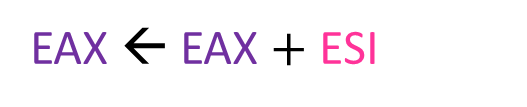 EAX ← EAX + ESI